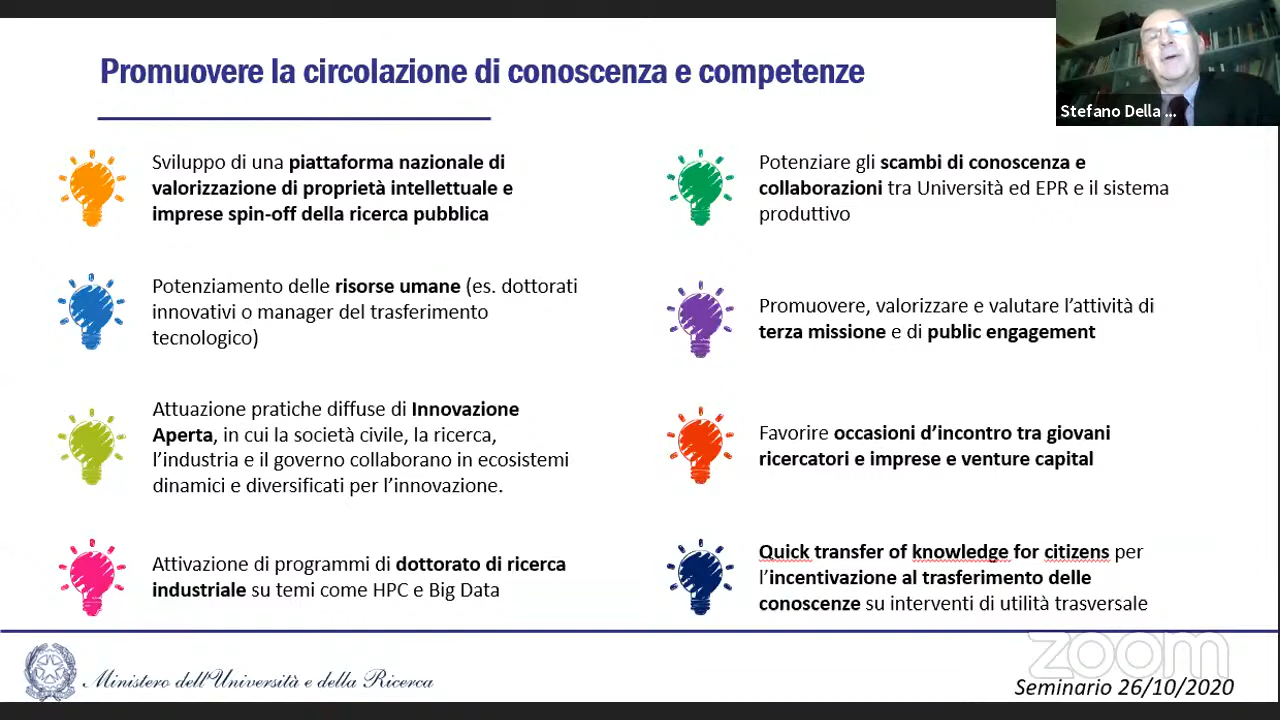 Promuovere la circolazione di conoscenza e competenze
Stefano Della ...
Sviluppo di una piattaforma nazionale di
valorizzazione di proprietà intellettuale e
imprese spin-off della ricerca pubblica
Potenziamento delle risorse umane (es. dottorati
innovativi o manager del trasferimento
tecnologico)
Attuazione pratiche diffuse di Innovazione
Aperta, in cui la società civile, la ricerca,
l’industria e il governo collaborano in ecosistemi
dinamici e diversificati per l’innovazione.
Attivazione di programmi di dottorato di ricerca
industriale su temi come HPC e Big Data
Potenziare gli scambi di conoscenza e
collaborazioni tra Università ed EPR e il sistema
produttivo
Promuovere, valorizzare e valutare l’attività di
terza missione e di public engagement
Favorire occasioni d’incontro tra giovani
ricercatori e imprese e venture capital
Quick transfer of knowledge for citizens per
l’incentivazione al trasferimento delle
conoscenze su interventi di utilità trasversale
Ministero dell'Università e della Ricerca
zoom
Seminario 26/10/2020